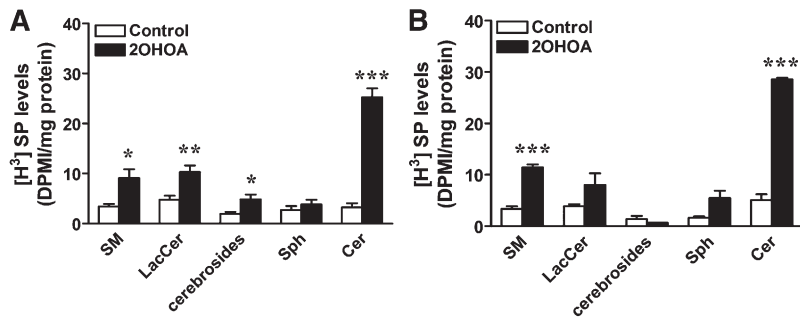 A
[H³] SP levels
(DPMI/mg protein)
40
30
20
10
0
Control
2OHOA
*
**
*
***
SM
LacCer
cerebrosides
Sph
Cer
B
[H³] SP levels
(DPMI/mg protein)
40
30
20
10
0
Control
2OHOA
***
***
SM
LacCer
cerebrosides
Sph
Cer